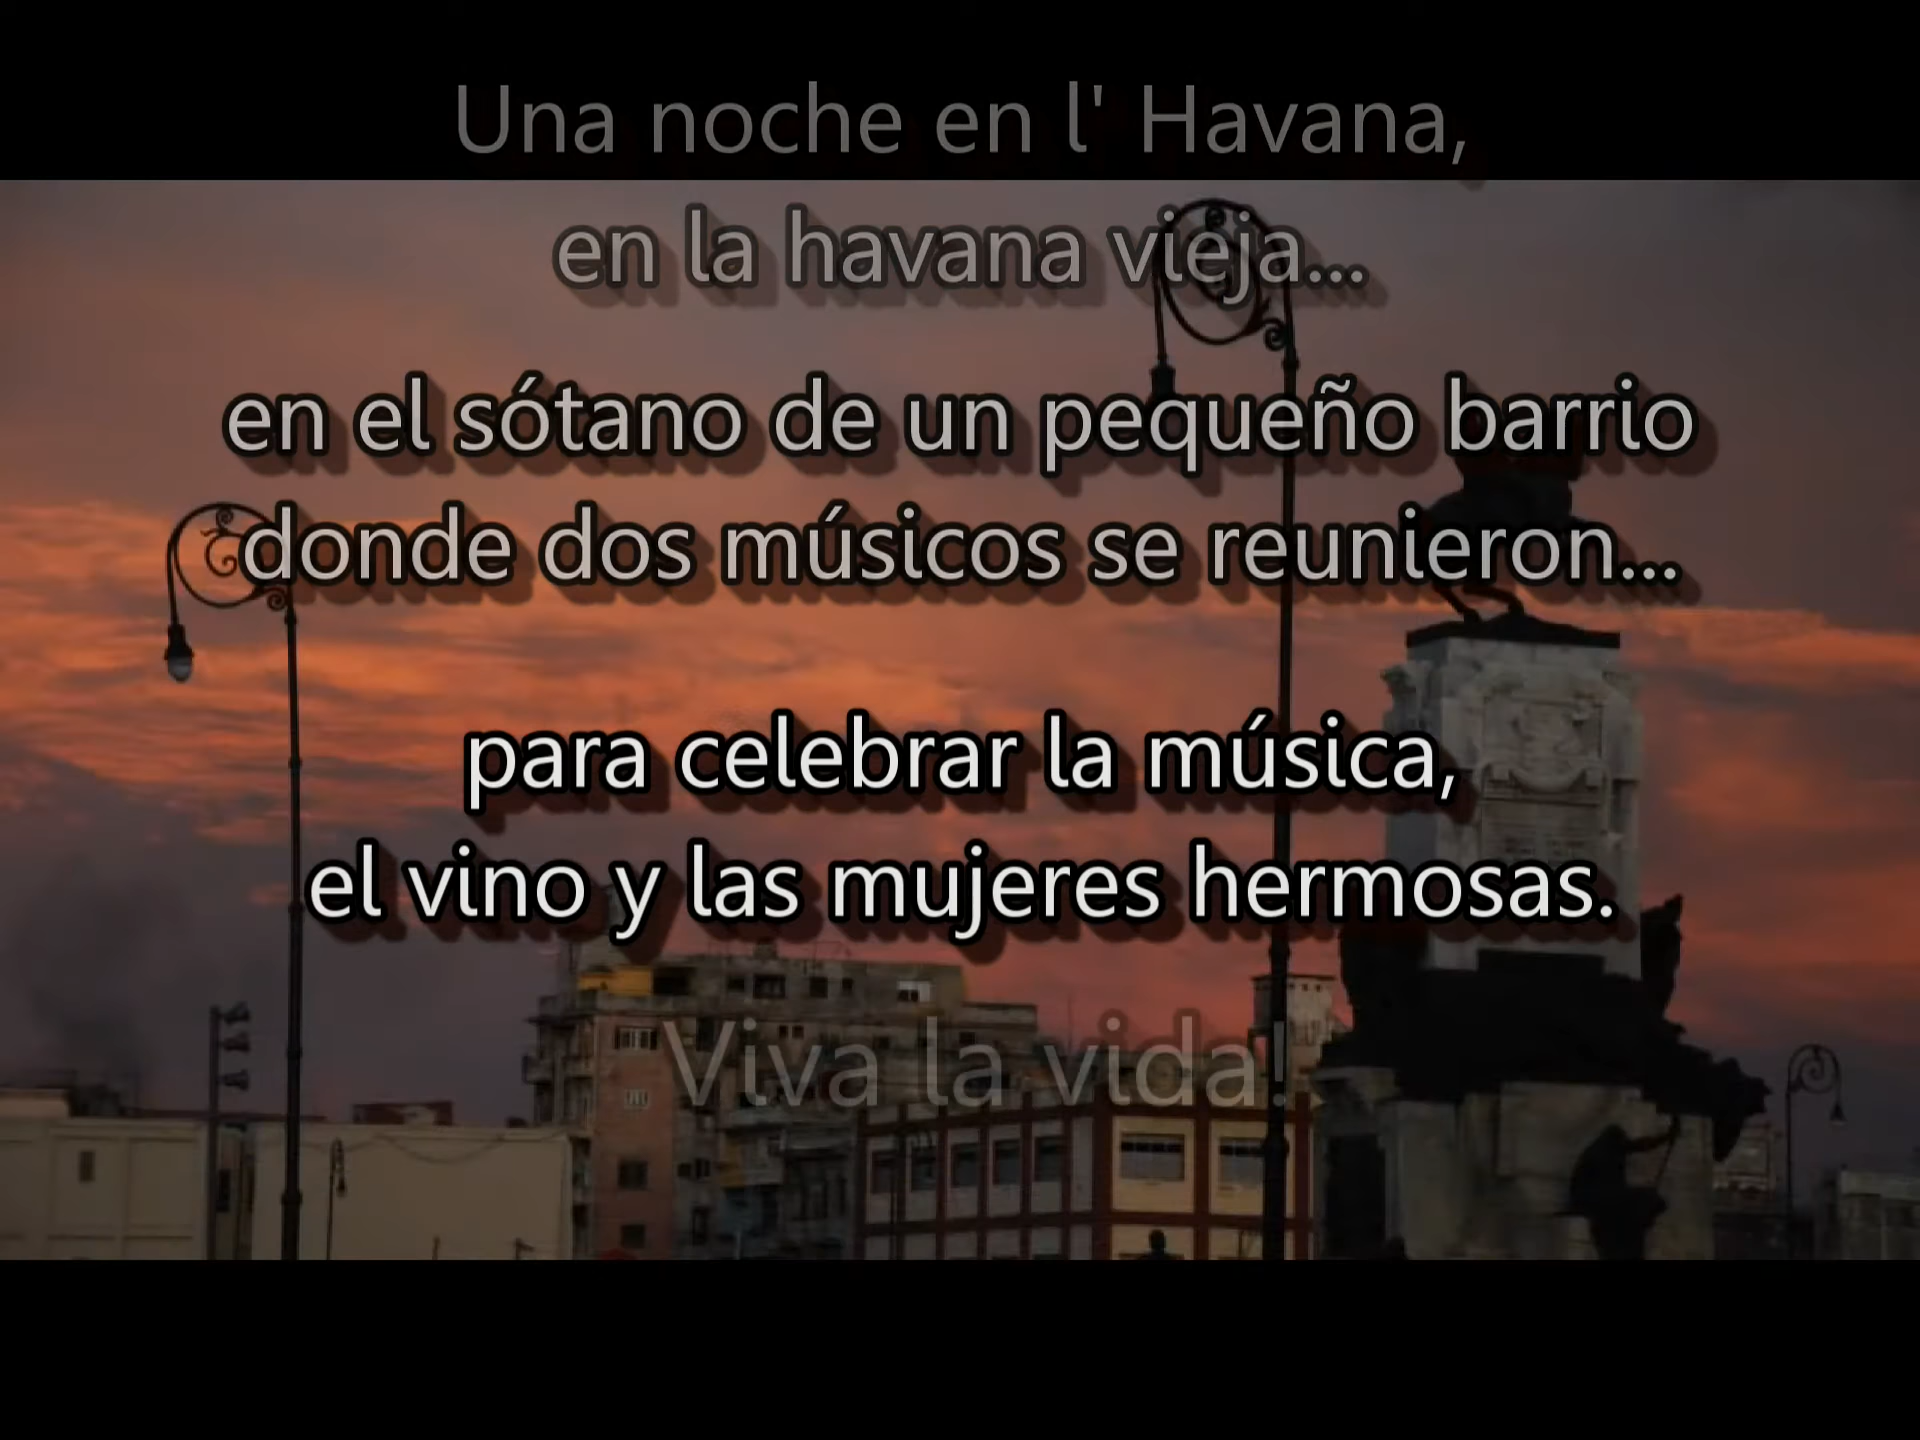 Una noche en l' Havana,
en la havana vieja...
en el sótano de un pequeño barrio
donde dos músicos se reunieron...
para celebrar la música,
el vino y las mujeres hermosas.
Viva la vida!